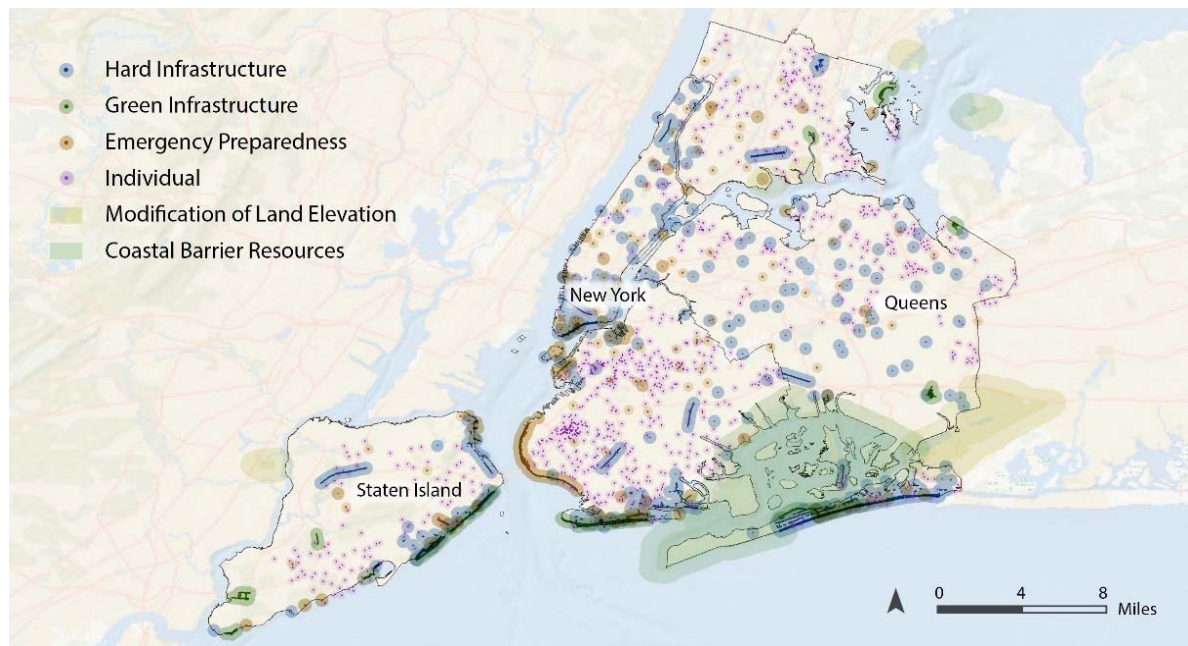 Hard Infrastructure
Green Infrastructure
Emergency Preparedness
Individual
Modification of Land Elevation
Coastal Barrier Resources
New York
Queens
Staten Island
0 4 8
Miles